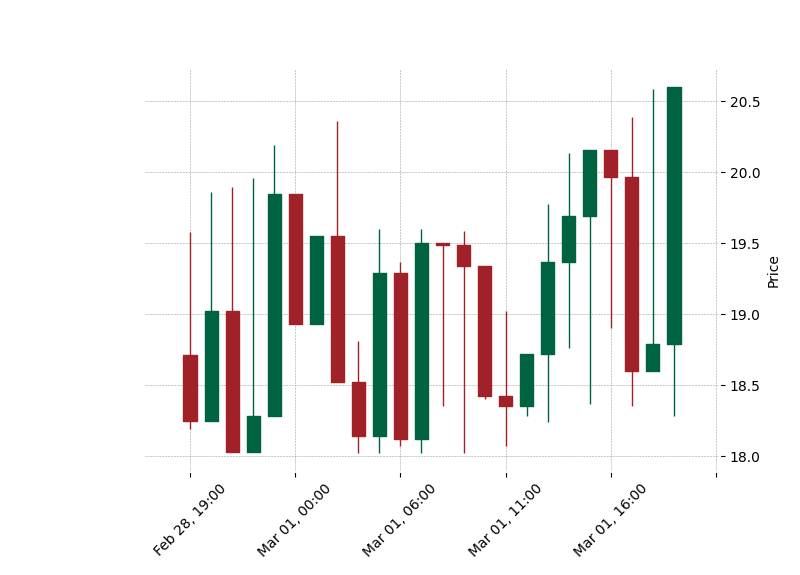 20.5
20.0
19.5
19.0
18.5
18.0
Price
Feb 28, 19:00
Mar 01, 00:00
Mar 01, 06:00
Mar 01, 11:00
Mar 01, 16:00